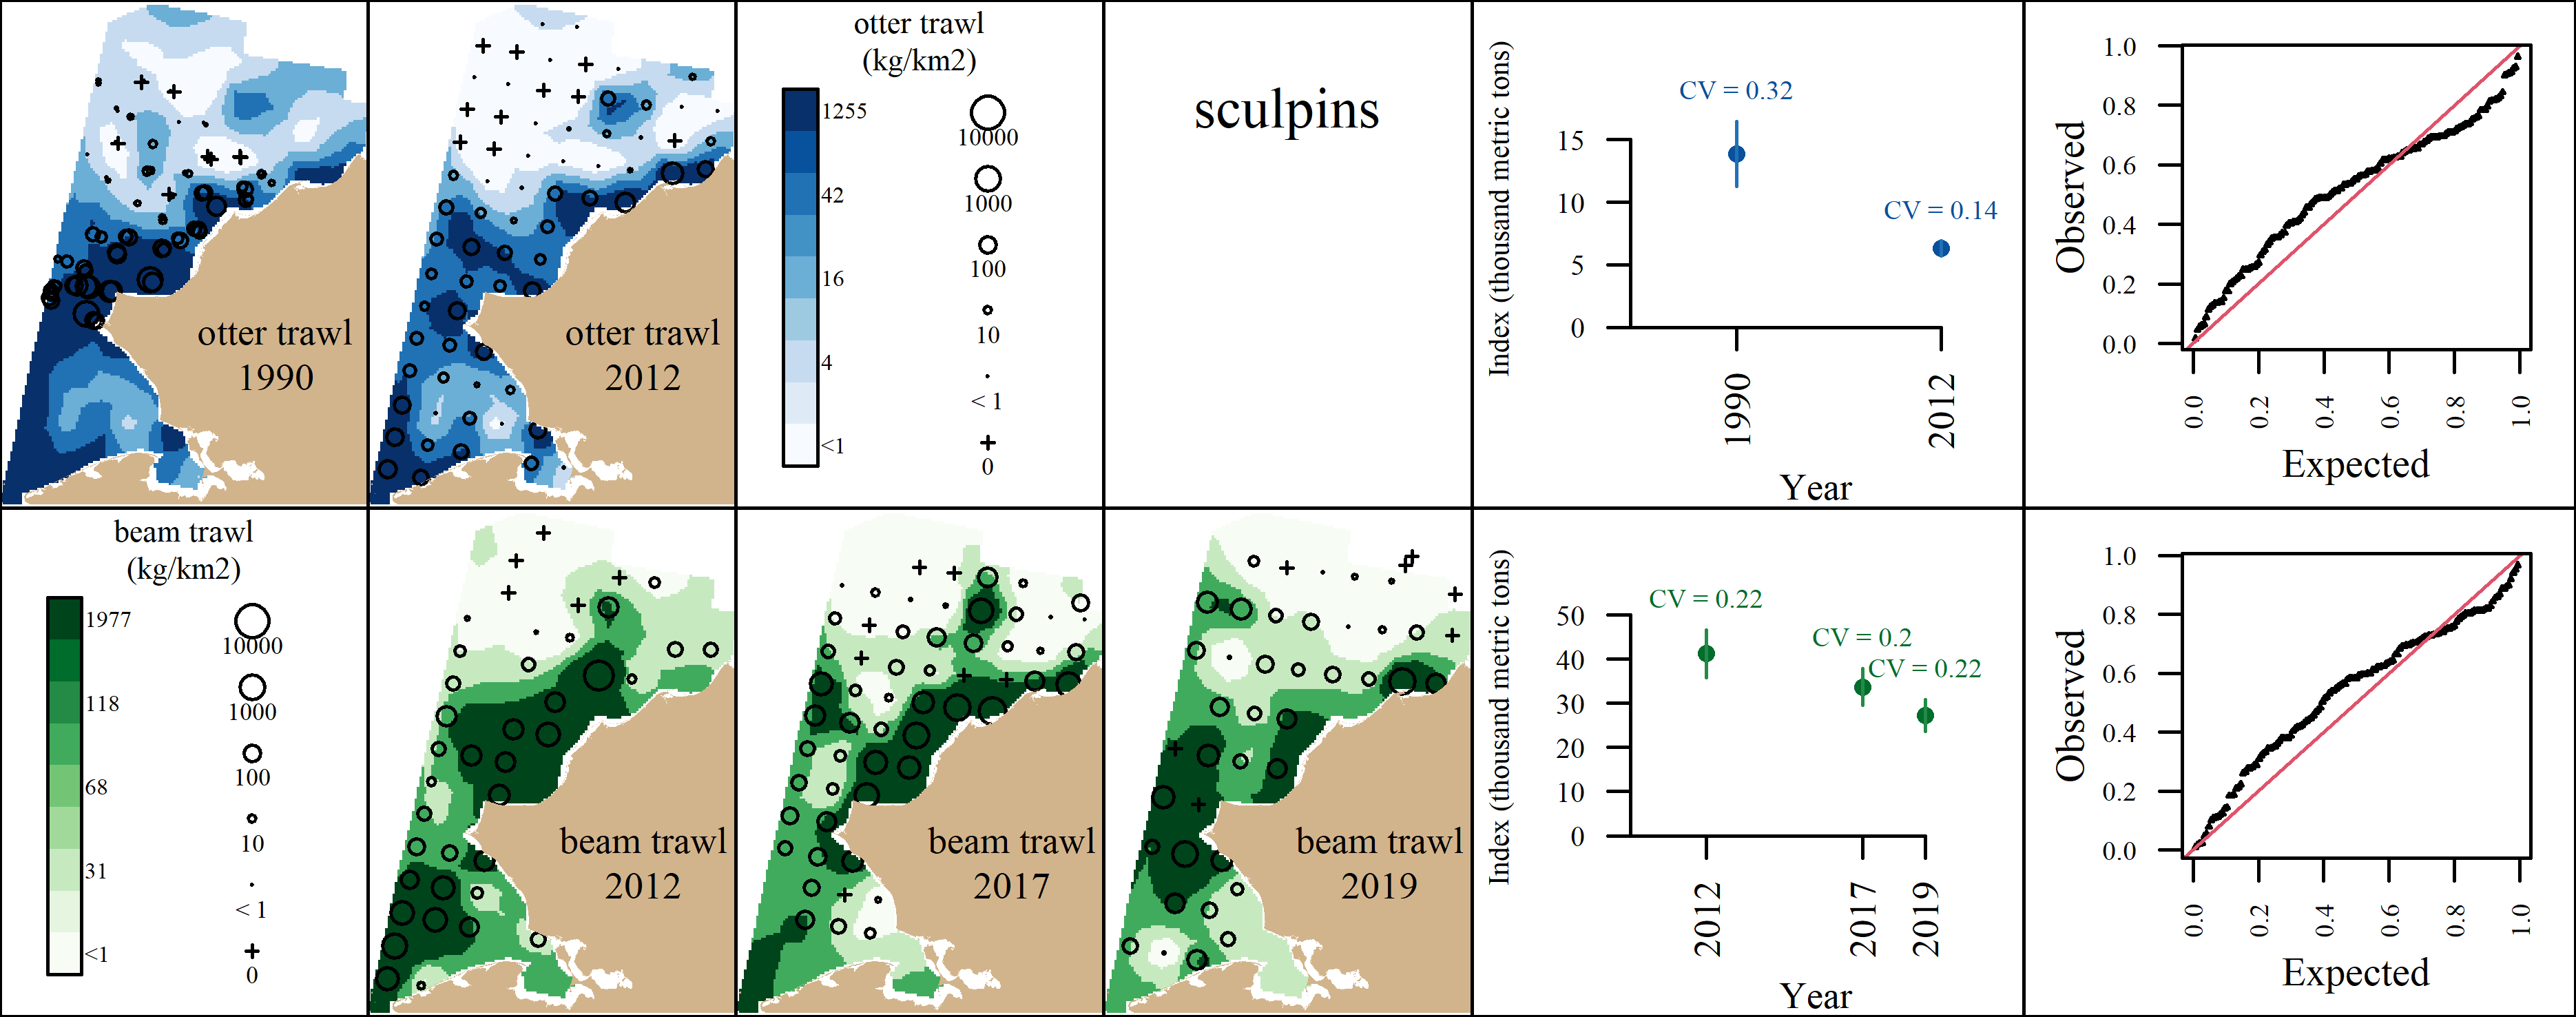 otter trawl
1990
otter trawl
2012
otter trawl
(kg/km2)
1255
42
16
4
<1
10000
1000
100
10
< 1
0
sculpins
Index (thousand metric tons)
15
10
5
0
CV = 0.32
CV = 0.14
1990
2012
Year
Observed
1.0
0.8
0.6
0.4
0.2
0.0
0.0
0.2
0.4
0.6
0.8
1.0
Expected
beam trawl
(kg/km2)
1977
118
68
31
<1
10000
1000
100
10
< 1
0
beam trawl
2012
beam trawl
2017
beam trawl
2019
Index (thousand metric tons)
50
40
30
20
10
0
CV = 0.22
CV = 0.2
CV = 0.22
2012
2017
2019
Year
Observed
1.0
0.8
0.6
0.4
0.2
0.0
0.0
0.2
0.4
0.6
0.8
1.0
Expected